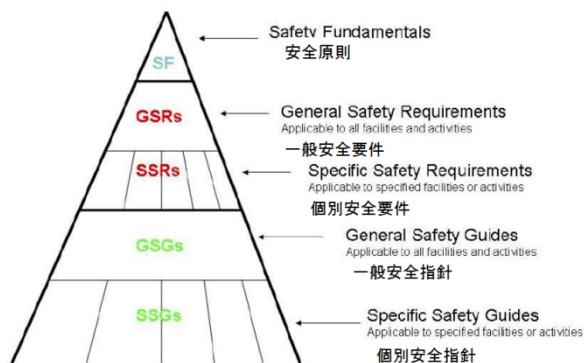 Safety Fundamentals
安全原則
SF
GSRs
General Safety Requirements
Applicable to all facilities and activities
一般安全要件
SSRs
Specific Safety Requirements
Applicable to specified facilities or activities
個別安全要件
GSGs
General Safety Guides
Applicable to all facilities and activities
一般安全指針
SSGs
Specific Safety Guides
Applicable to specified facilities or activities
個別安全指針